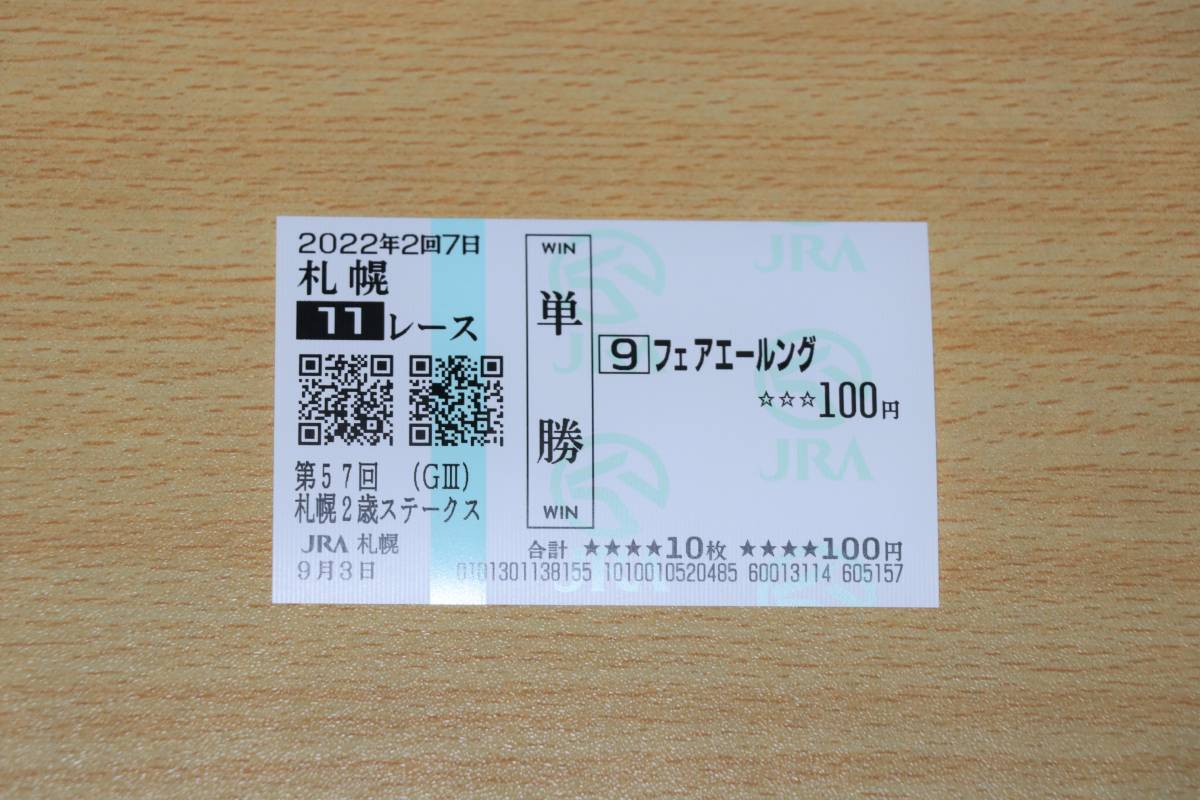 2022年2回7日
札幌
11レース
第57回 (GⅢ)
札幌2歳ステークス
JRA 札幌
9月3日
WIN
単勝
WIN
9 フェアエールング
☆☆☆100円
合計 ★★★★10枚 ★★★★100円
0101301138155 1010010520485 60013114 605157
JRA
JRA
JRA
JRA